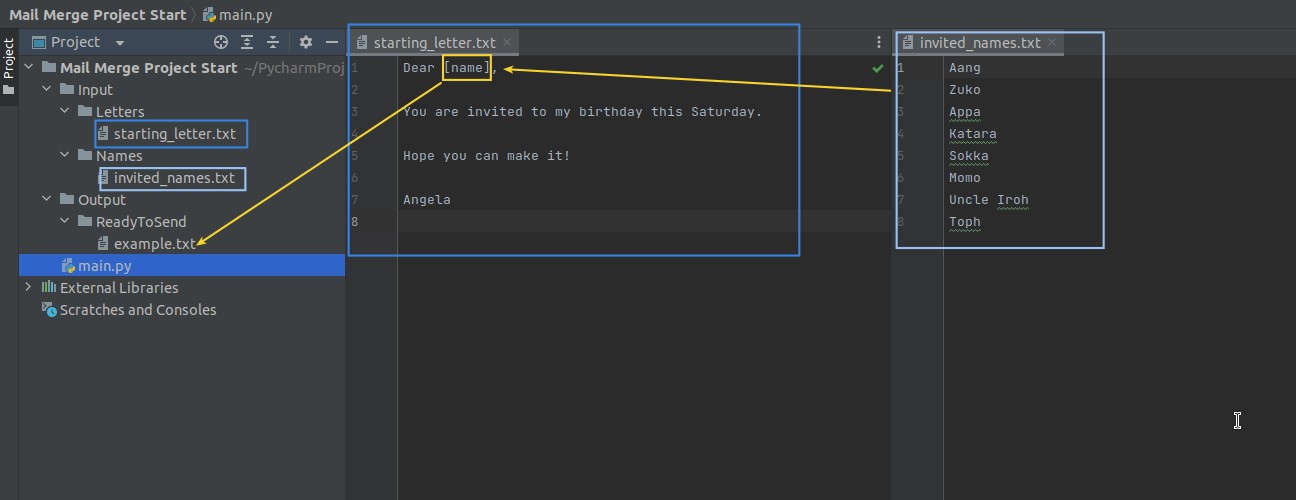 Mail Merge Project Start > main.py
Project
Project
Mail Merge Project Start ~/PycharmProj
Input
Letters
starting_letter.txt
Names
invited_names.txt
Output
ReadyToSend
example.txt
main.py
External Libraries
Scratches and Consoles
starting_letter.txt
1 Dear [name],
2
3 You are invited to my birthday this Saturday.
4
5 Hope you can make it!
6
7 Angela
8
invited_names.txt
1 Aang
2 Zuko
3 Appa
4 Katara
5 Sokka
6 Momo
7 Uncle Iroh
8 Toph